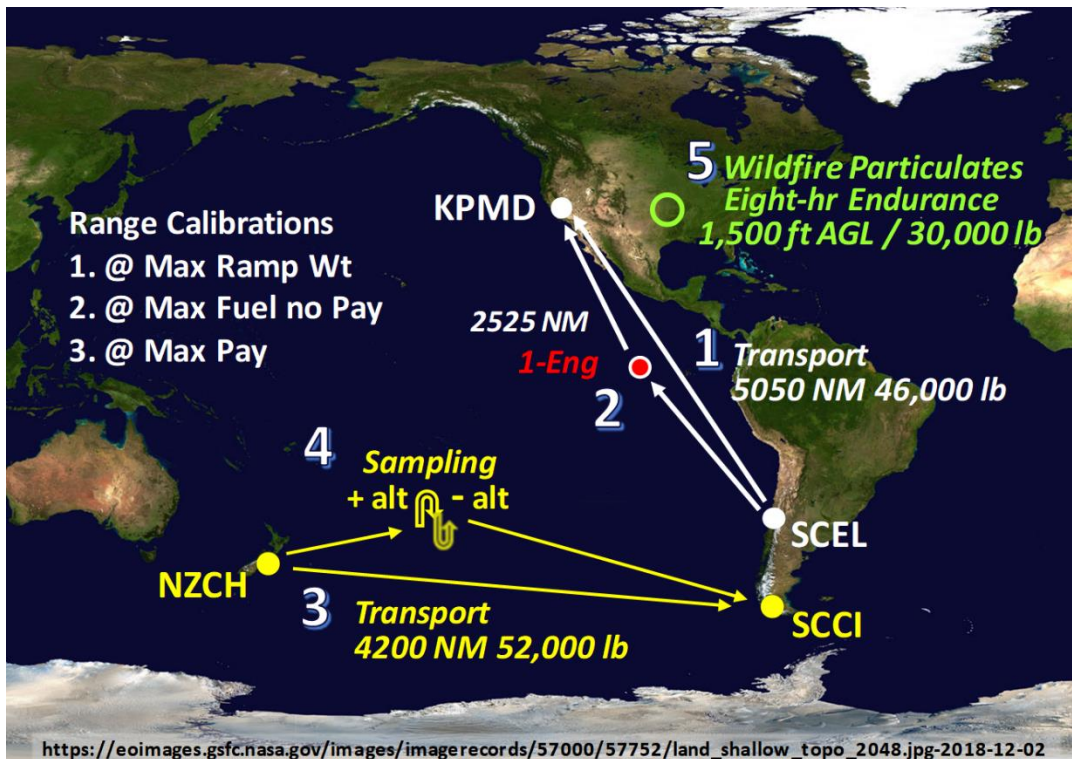 5 Wildfire Particulates
Eight-hr Endurance
1,500 ft AGL / 30,000 lb
KPMD
Range Calibrations
1. @ Max Ramp Wt
2. @ Max Fuel no Pay
3. @ Max Pay
2525 NM
1-Eng
2
1 Transport
5050 NM 46,000 lb
4
Sampling
+ alt - alt
SCEL
NZCH
3 Transport
4200 NM 52,000 lb
SCCI
https://eoimages.gsfc.nasa.gov/images/imagerecords/57000/57752/land_shallow_topo_2048.jpg-2018-12-02